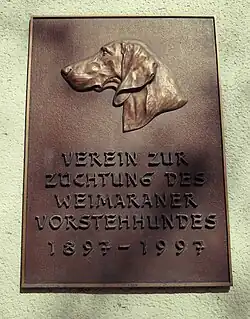 VEREIN ZUR
ZÜCHTUNG DES
WEIMARANER
VORSTEHHUNDES
1897–1997